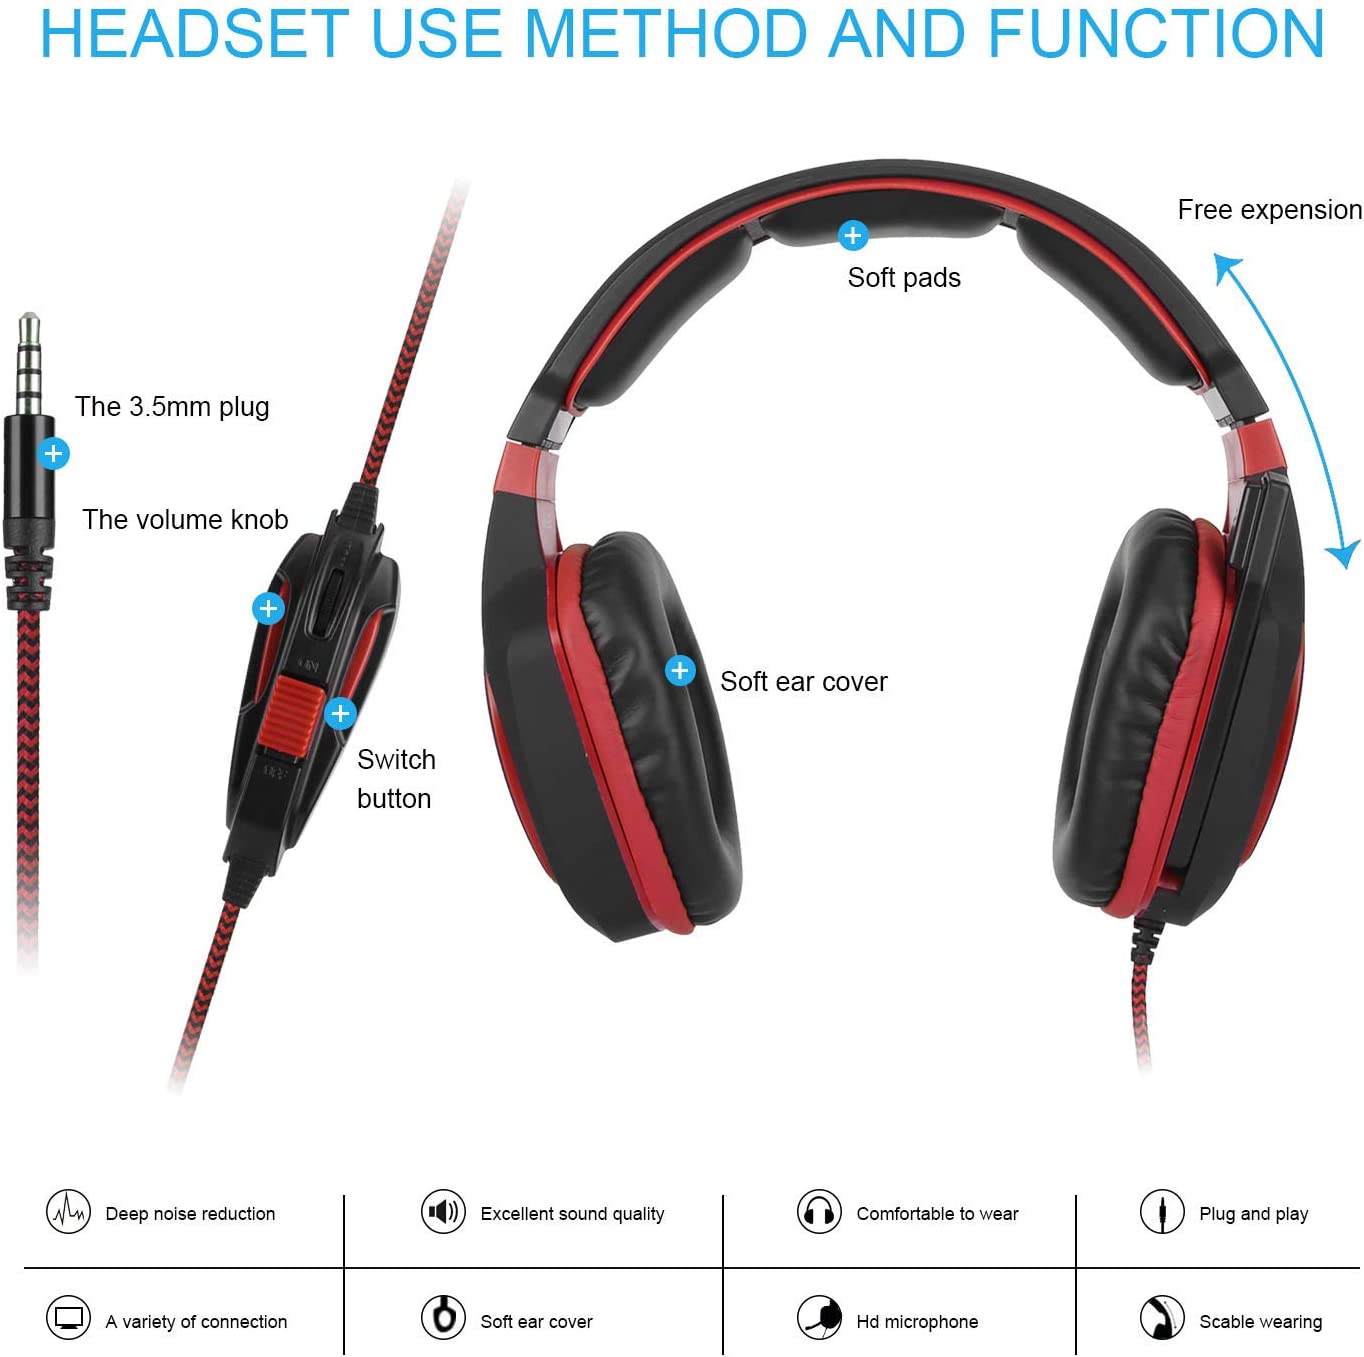 HEADSET USE METHOD AND FUNCTION
Free expension
Soft pads
The 3.5mm plug
The volume knob
ON
OFF
Soft ear cover
Switch
button
Deep noise reduction
Excellent sound quality
Comfortable to wear
Plug and play
A variety of connection
Soft ear cover
Hd microphone
Scable wearing